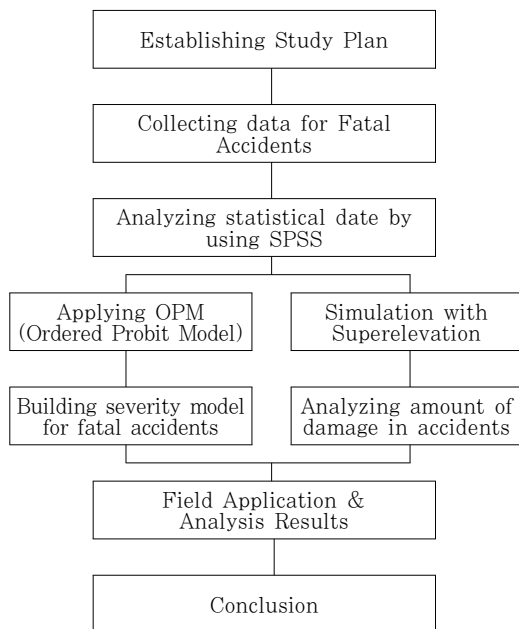 Establishing Study Plan
Collecting data for Fatal
Accidents
Analyzing statistical date by
using SPSS
Applying OPM
(Ordered Probit Model)
Simulation with
Superelevation
Building severity model
for fatal accidents
Analyzing amount of
damage in accidents
Field Application &
Analysis Results
Conclusion